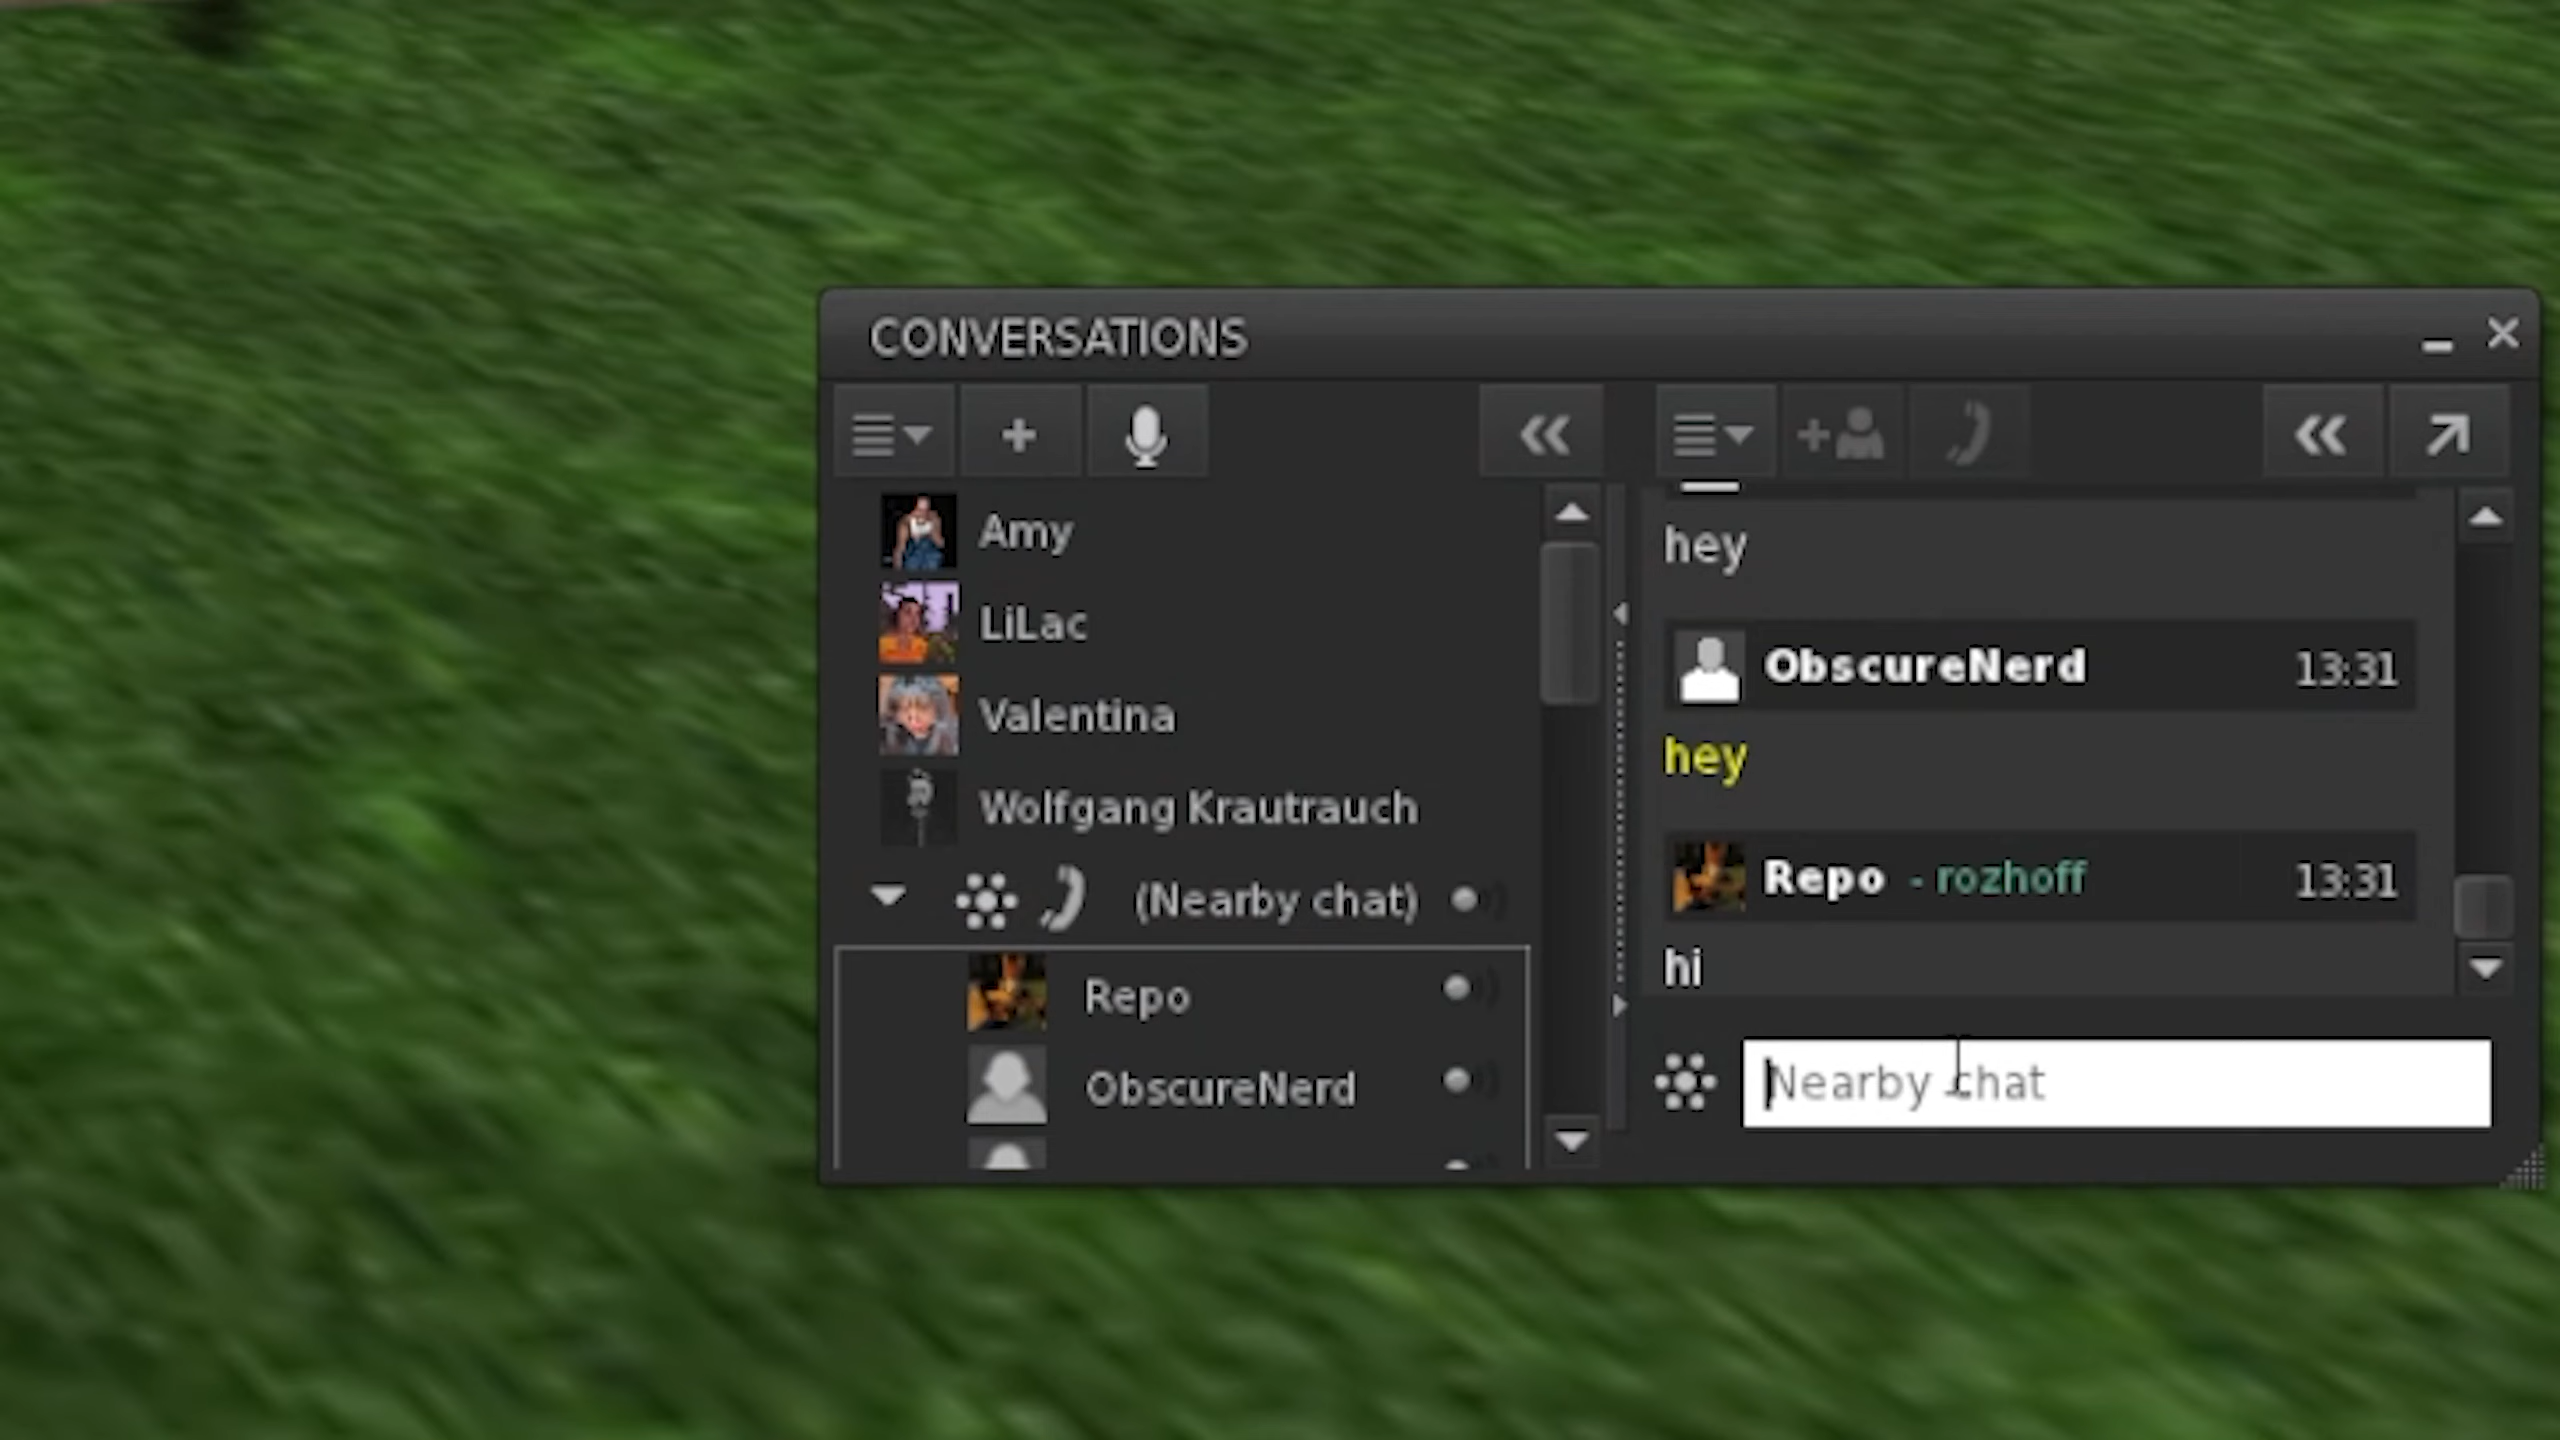 CONVERSATIONS
Amy
LiLac
Valentina
Wolfgang Krautrauch
(Nearby chat)
Repo
ObscureNerd
hey
ObscureNerd 13:31
hey
Repo - rozhoff 13:31
hi
Nearby chat